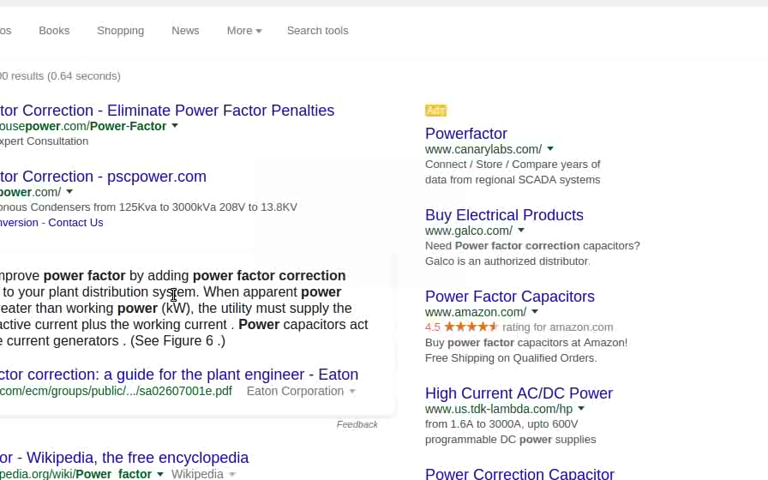 os Books Shopping News More Search tools
00 results (0.64 seconds)
tor Correction - Eliminate Power Factor Penalties
ousepower.com/Power-Factor
xpert Consultation
tor Correction - pscpower.com
power.com/
onous Condensers from 125Kva to 3000kVa 208V to 13.8KV
nversion - Contact Us
mprove power factor by adding power factor correction
to your plant distribution system. When apparent power
reater than working power (kW), the utility must supply the
active current plus the working current . Power capacitors act
e current generators . (See Figure 6 .)
ctor correction: a guide for the plant engineer - Eaton
com/ecm/groups/public/.../sa02607001e.pdf Eaton Corporation
Feedback
or - Wikipedia, the free encyclopedia
pedia.org/wiki/Power_factor Wikipedia
Ads
Powerfactor
www.canarylabs.com/
Connect / Store / Compare years of
data from regional SCADA systems
Buy Electrical Products
www.galco.com/
Need Power factor correction capacitors?
Galco is an authorized distributor.
Power Factor Capacitors
www.amazon.com/
4.5 rating for amazon.com
Buy power factor capacitors at Amazon!
Free Shipping on Qualified Orders.
High Current AC/DC Power
www.us.tdk-lambda.com/hp
from 1.6A to 3000A, upto 600V
programmable DC power supplies
Power Correction Capacitor